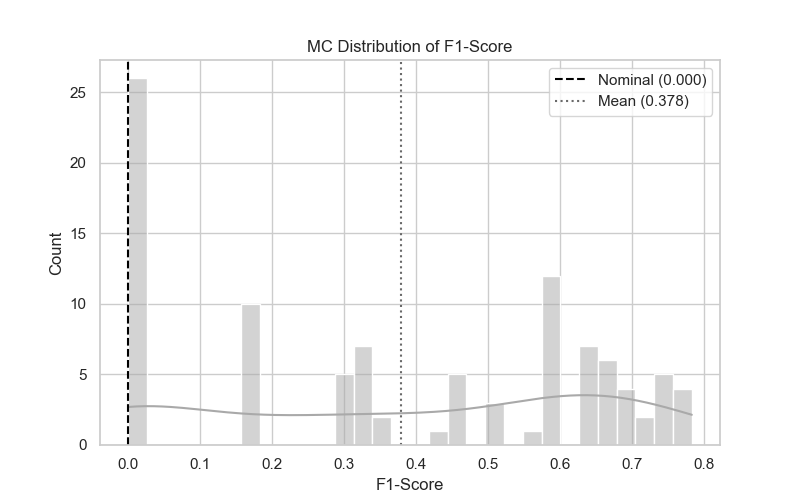 MC Distribution of F1-Score
Nominal (0.000)
Mean (0.378)
25
20
15
10
5
0
Count
0.0 0.1 0.2 0.3 0.4 0.5 0.6 0.7 0.8
F1-Score